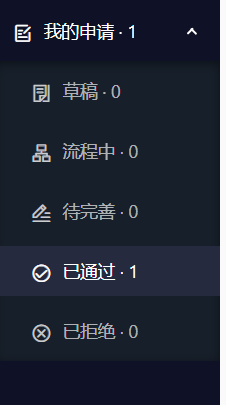 我的申请 · 1
草稿 · 0
流程中 · 0
待完善 · 0
已通过 · 1
已拒绝 · 0